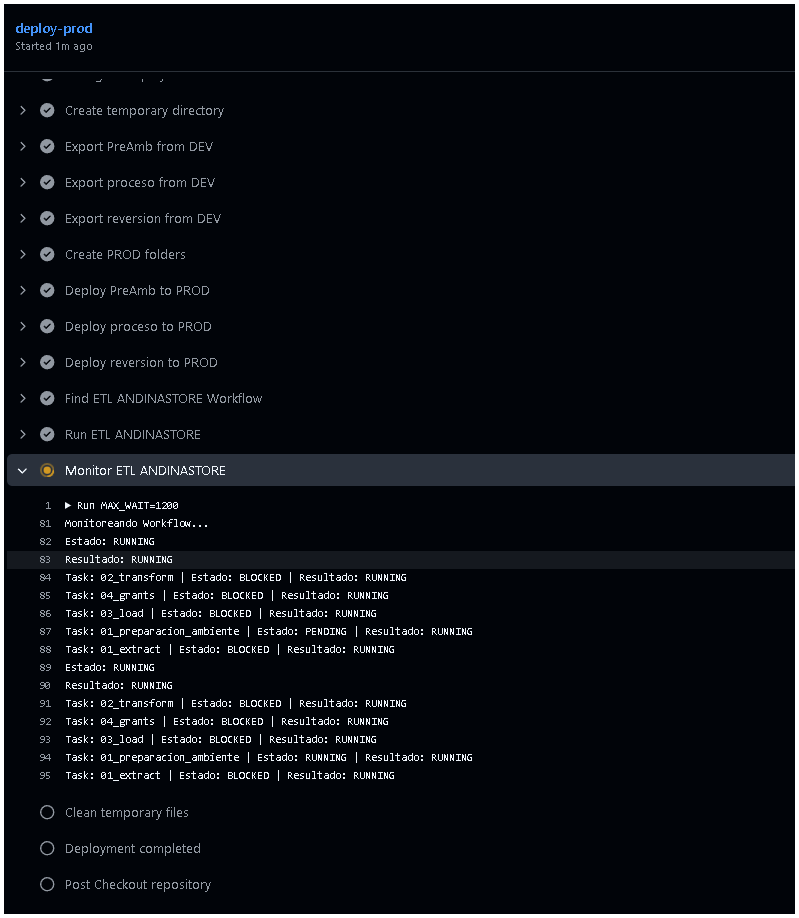 deploy-prod
Started 1m ago
Create temporary directory
Export PreAmb from DEV
Export proceso from DEV
Export reversion from DEV
Create PROD folders
Deploy PreAmb to PROD
Deploy proceso to PROD
Deploy reversion to PROD
Find ETL ANDINASTORE Workflow
Run ETL ANDINASTORE
Monitor ETL ANDINASTORE
1 ▶ Run MAX_WAIT=1200
81 Monitoreando Workflow...
82 Estado: RUNNING
83 Resultado: RUNNING
84 Task: 02_transform | Estado: BLOCKED | Resultado: RUNNING
85 Task: 04_grants | Estado: BLOCKED | Resultado: RUNNING
86 Task: 03_load | Estado: BLOCKED | Resultado: RUNNING
87 Task: 01_preparacion_ambiente | Estado: PENDING | Resultado: RUNNING
88 Task: 01_extract | Estado: BLOCKED | Resultado: RUNNING
89 Estado: RUNNING
90 Resultado: RUNNING
91 Task: 02_transform | Estado: BLOCKED | Resultado: RUNNING
92 Task: 04_grants | Estado: BLOCKED | Resultado: RUNNING
93 Task: 03_load | Estado: BLOCKED | Resultado: RUNNING
94 Task: 01_preparacion_ambiente | Estado: RUNNING | Resultado: RUNNING
95 Task: 01_extract | Estado: BLOCKED | Resultado: RUNNING
Clean temporary files
Deployment completed
Post Checkout repository